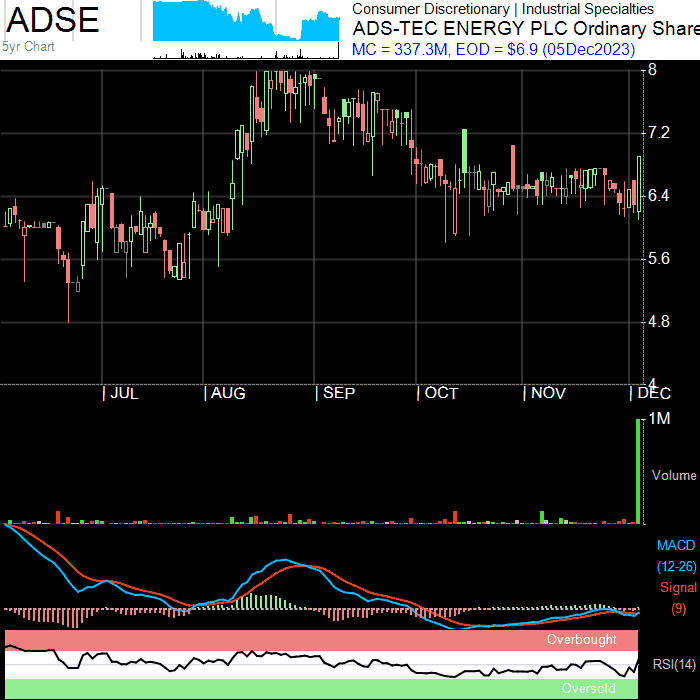 ADSE
5yr Chart
Consumer Discretionary | Industrial Specialties
ADS-TEC ENERGY PLC Ordinary Share
MC = 337.3M, EOD = $6.9 (05Dec2023)
8
7.2
6.4
5.6
4.8
4
| JUL | AUG | SEP | OCT | NOV | DEC
1M
Volume
MACD
(12-26)
Signal
(9)
Overbought
RSI(14)
Oversold